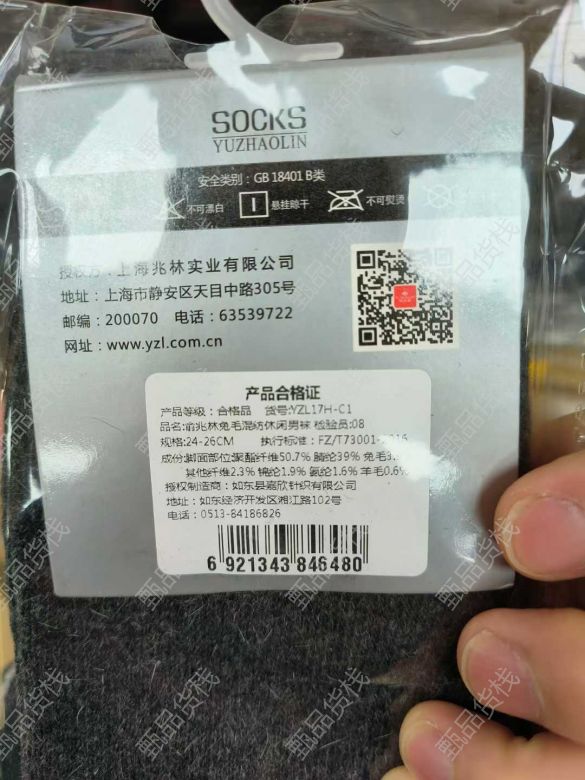 SOCKS
YUZHAOLIN
安全类别：GB 18401 B类
不可漂白 悬挂晾干 不可熨烫
授权方：上海兆林实业有限公司
地址：上海市静安区天目中路305号
邮编：200070 电话：63539722
网址：www.yzl.com.cn
产品合格证
产品等级：合格品 货号:YZL17H-C1
品名:俞兆林兔毛混纺休闲男袜 检验员:08
规格:24-26CM 执行标准：FZ/T73001-2016
成份:脚面部位:聚酯纤维50.7% 腈纶39% 兔毛3.
其他纤维2.3% 锦纶1.9% 氨纶1.6% 羊毛0.6%
授权制造商：如东县嘉欣针织有限公司
地址：如东经济开发区湘江路102号
电话：0513-84186826
6 921343 846480
甄品货栈